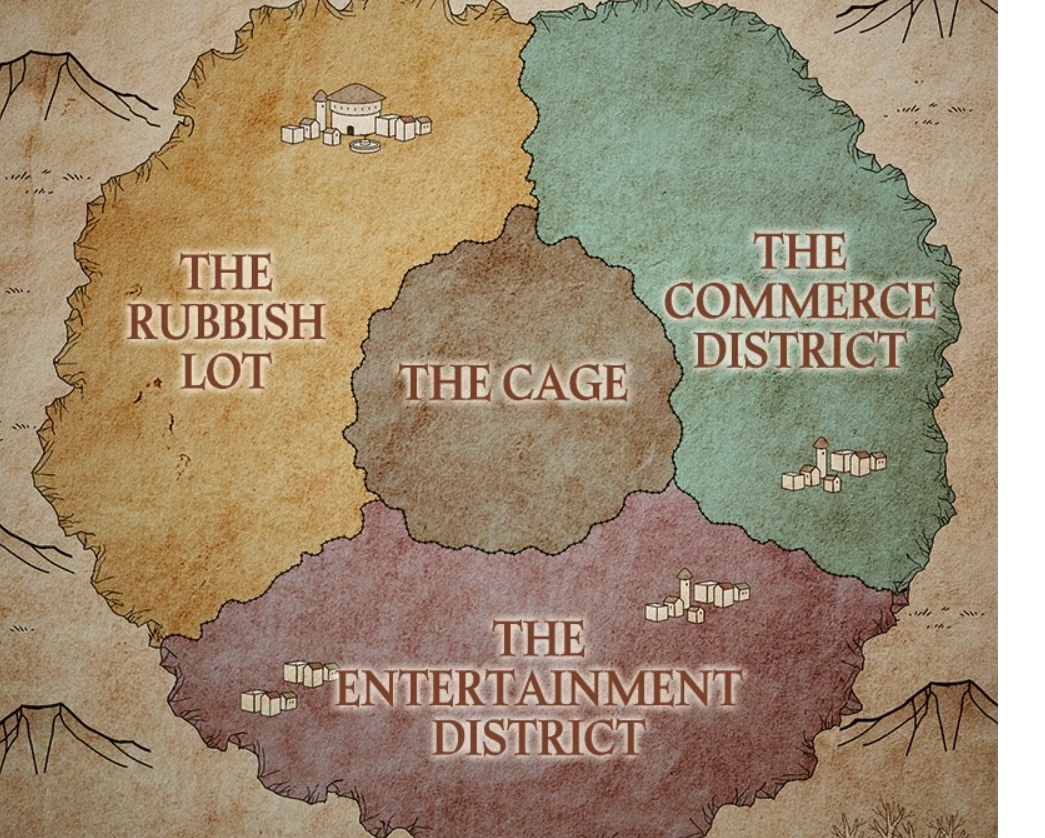 THE
RUBBISH
LOT
THE
COMMERCE
DISTRICT
THE CAGE
THE
ENTERTAINMENT
DISTRICT